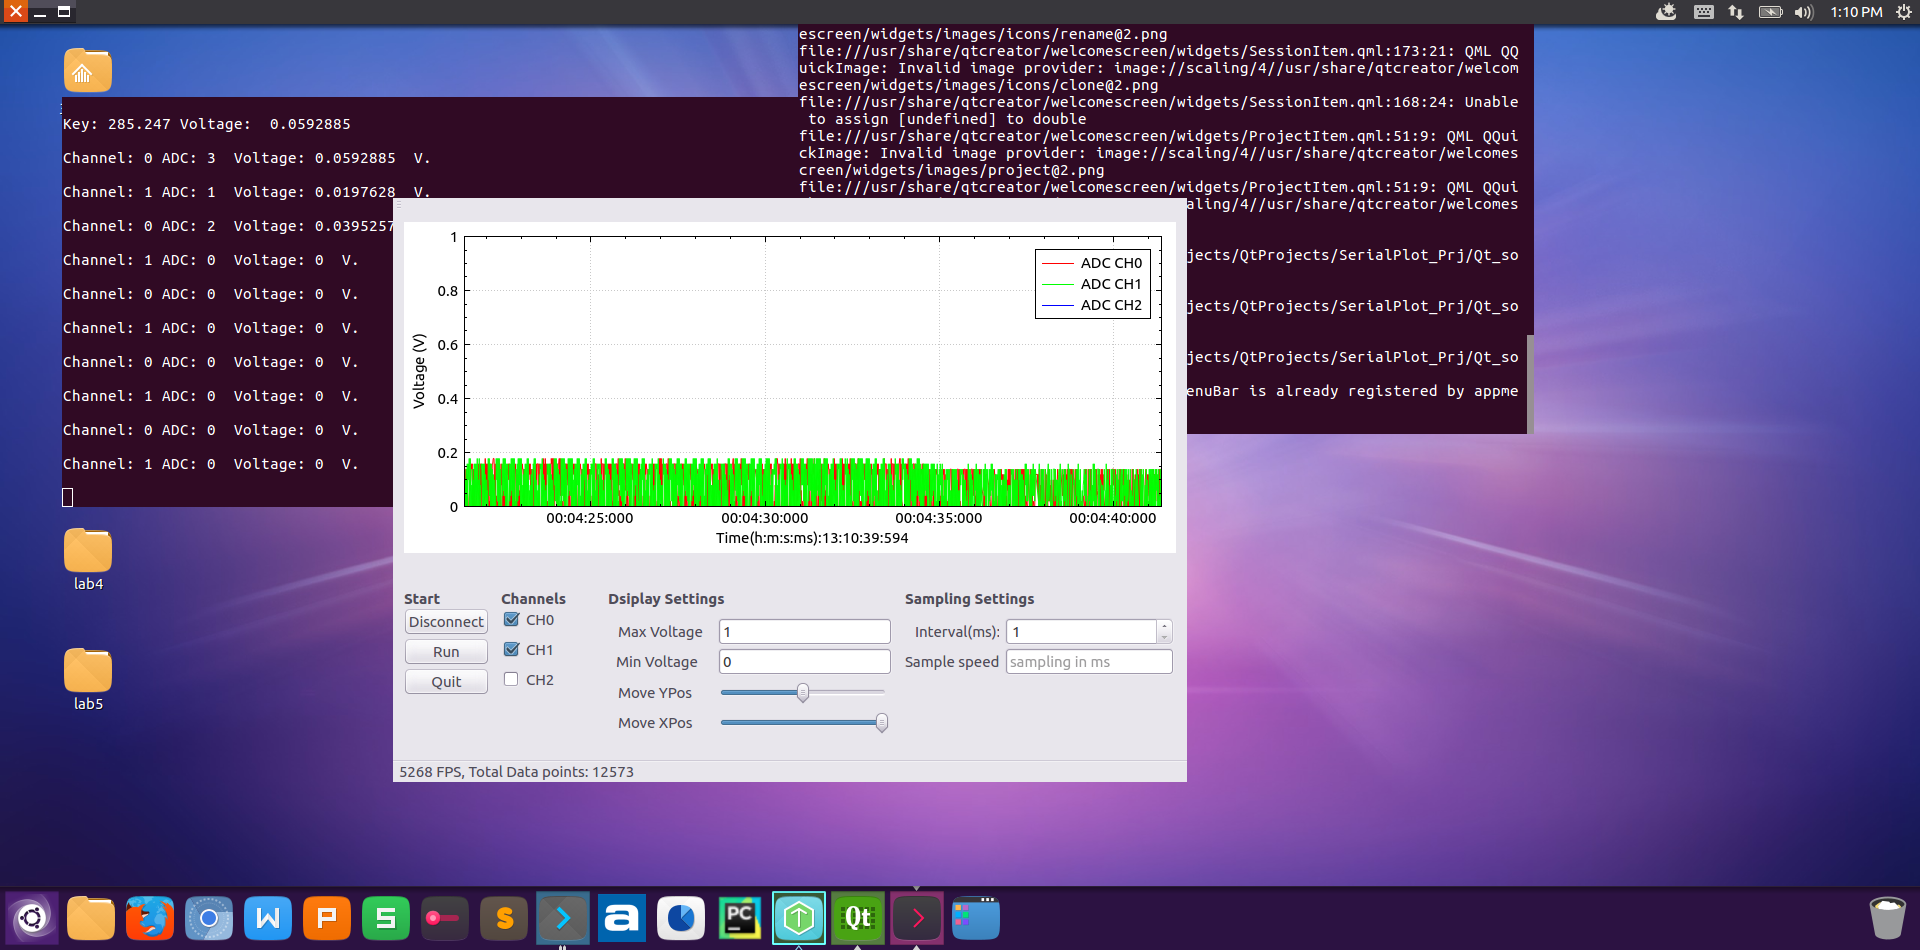 1:10 PM
escreen/widgets/images/icons/rename@2.png
file:///usr/share/qtcreator/welcomescreen/widgets/SessionItem.qml:173:21: QML QQ
uickImage: Invalid image provider: image://scaling/4//usr/share/qtcreator/welcom
escreen/widgets/images/icons/clone@2.png
file:///usr/share/qtcreator/welcomescreen/widgets/SessionItem.qml:168:24: Unable
to assign [undefined] to double
file:///usr/share/qtcreator/welcomescreen/widgets/ProjectItem.qml:51:9: QML QQui
ckImage: Invalid image provider: image://scaling/4//usr/share/qtcreator/welcomes
creen/widgets/images/project@2.png
file:///usr/share/qtcreator/welcomescreen/widgets/ProjectItem.qml:51:9: QML QQui
aling/4//usr/share/qtcreator/welcomes
jects/QtProjects/SerialPlot_Prj/Qt_so
jects/QtProjects/SerialPlot_Prj/Qt_so
jects/QtProjects/SerialPlot_Prj/Qt_so
enuBar is already registered by appme
Key: 285.247 Voltage:  0.0592885
Channel: 0 ADC: 3  Voltage: 0.0592885  V.
Channel: 1 ADC: 1  Voltage: 0.0197628  V.
Channel: 0 ADC: 2  Voltage: 0.0395257
Channel: 1 ADC: 0  Voltage: 0  V.
Channel: 0 ADC: 0  Voltage: 0  V.
Channel: 1 ADC: 0  Voltage: 0  V.
Channel: 0 ADC: 0  Voltage: 0  V.
Channel: 1 ADC: 0  Voltage: 0  V.
Channel: 0 ADC: 0  Voltage: 0  V.
Channel: 1 ADC: 0  Voltage: 0  V.
lab4
lab5
ADC CH0
ADC CH1
ADC CH2
Voltage (V)
1
0.8
0.6
0.4
0.2
0
00:04:25:000 00:04:30:000 00:04:35:000 00:04:40:000
Time(h:m:s:ms):13:10:39:594
Start
Disconnect
Run
Quit
Channels
CH0
CH1
CH2
Dsiplay Settings
Max Voltage 1
Min Voltage 0
Move YPos
Move XPos
Sampling Settings
Interval(ms): 1
Sample speed sampling in ms
5268 FPS, Total Data points: 12573
W
P
S
S
a
PC
Qt